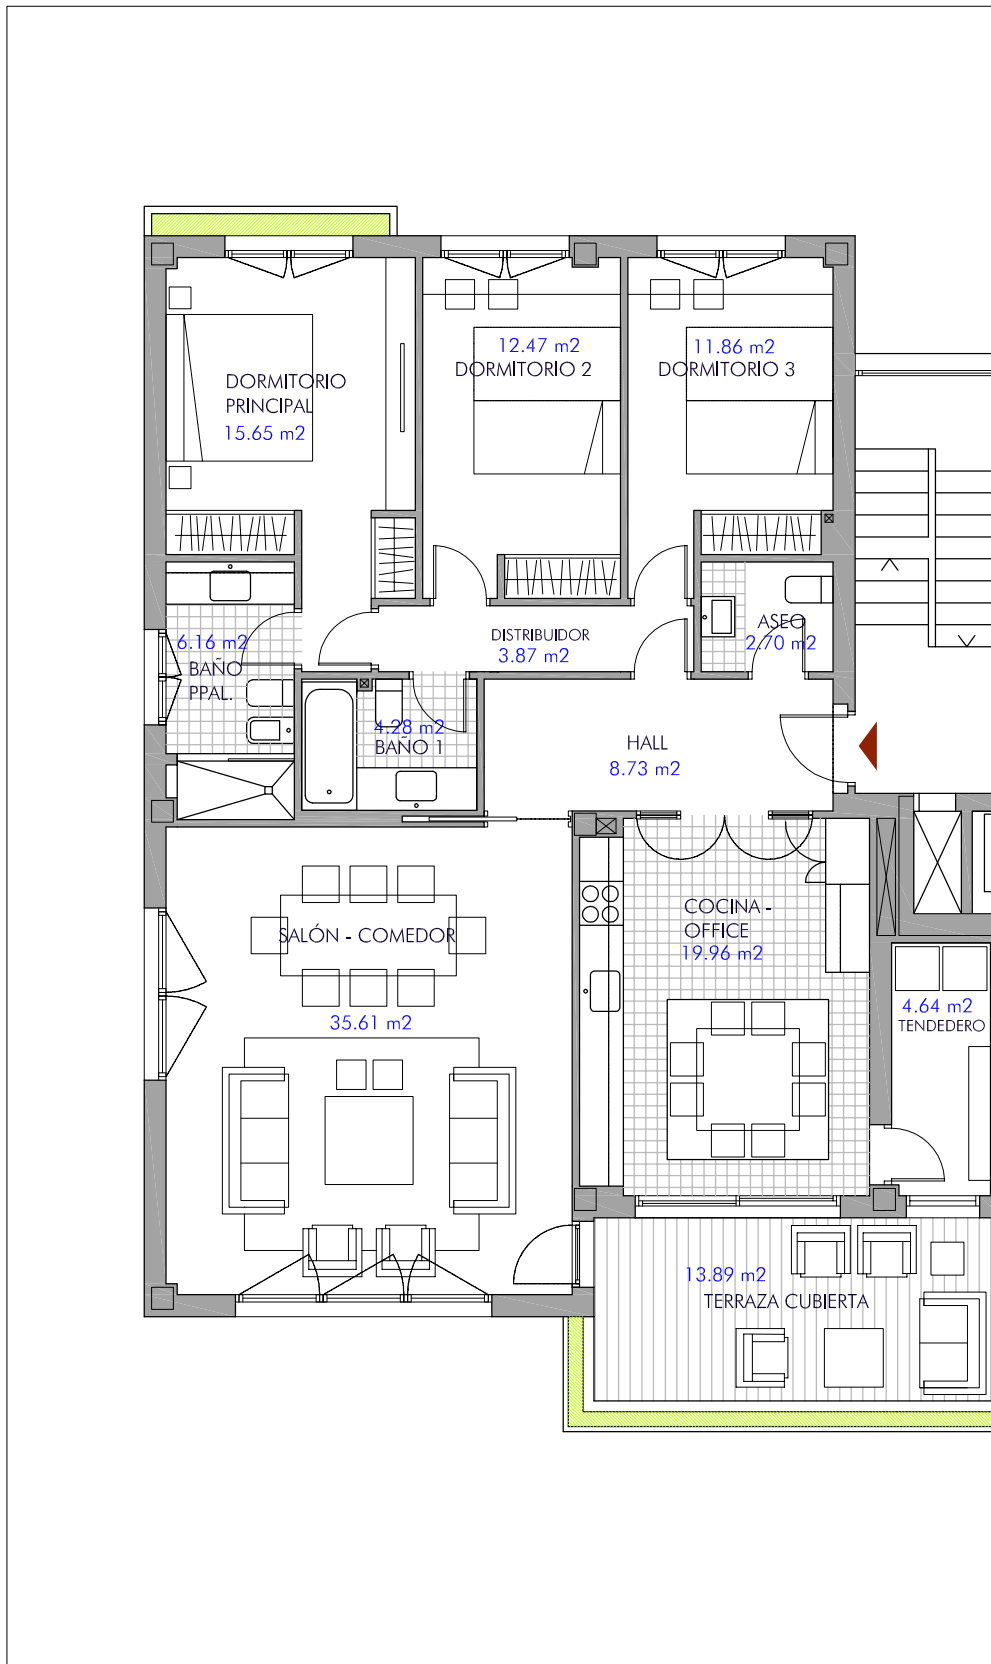 12.47 m2
DORMITORIO 2
11.86 m2
DORMITORIO 3
DORMITORIO
PRINCIPAL
15.65 m2
6.16 m2
BAÑO
PPAL.
DISTRIBUIDOR
3.87 m2
ASEO
2.70 m2
4.28 m2
BAÑO 1
HALL
8.73 m2
SALÓN - COMEDOR
35.61 m2
COCINA -
OFFICE
19.96 m2
4.64 m2
TENDEDERO
13.89 m2
TERRAZA CUBIERTA